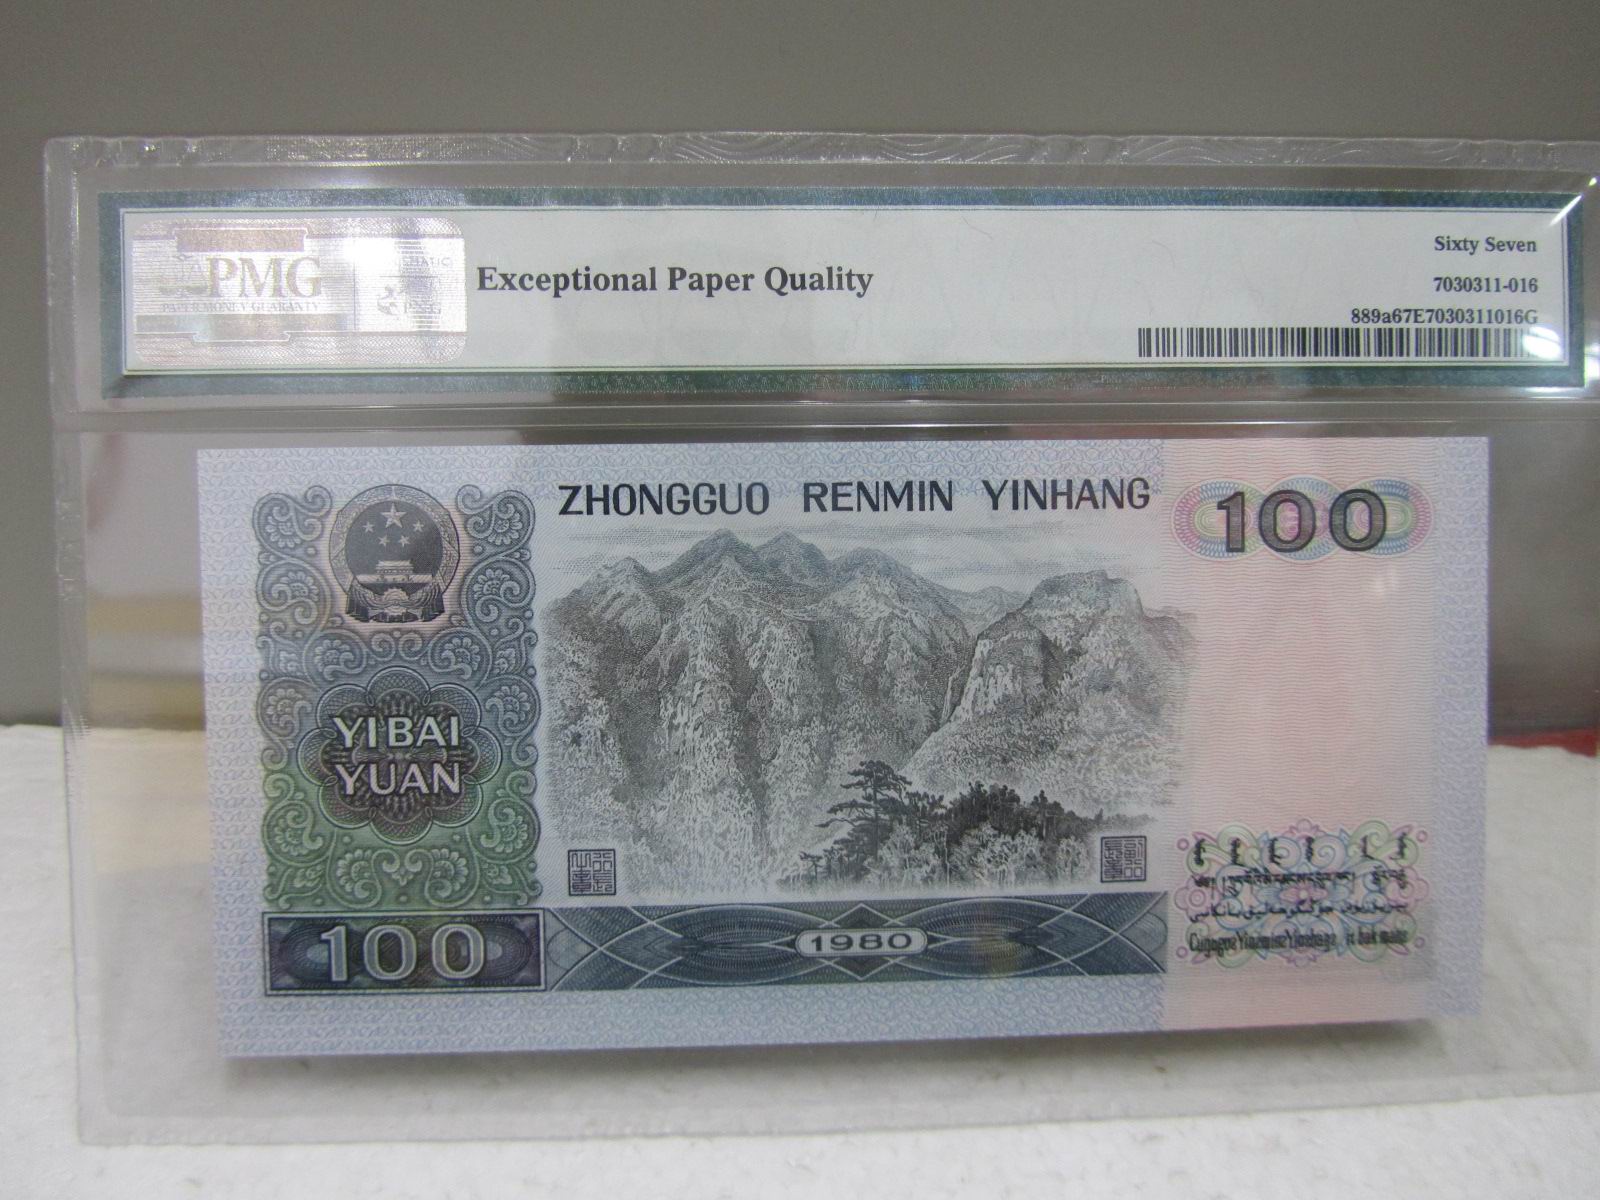 PMG
PAPER MONEY GUARANTY
Exceptional Paper Quality
Sixty Seven
7030311-016
889a67E7030311016G
ZHONGGUO RENMIN YINHANG
100
YIBAI
YUAN
100
1980